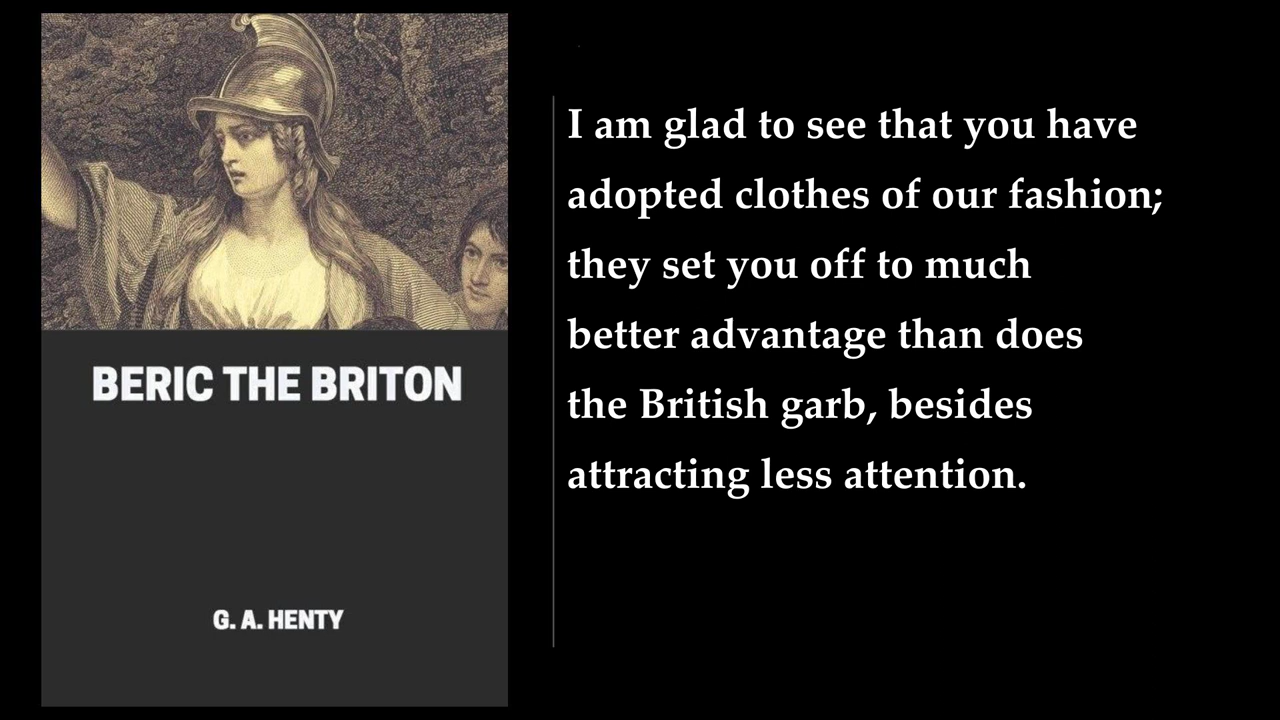 BERIC THE BRITON
G. A. HENTY
I am glad to see that you have
adopted clothes of our fashion;
they set you off to much
better advantage than does
the British garb, besides
attracting less attention.